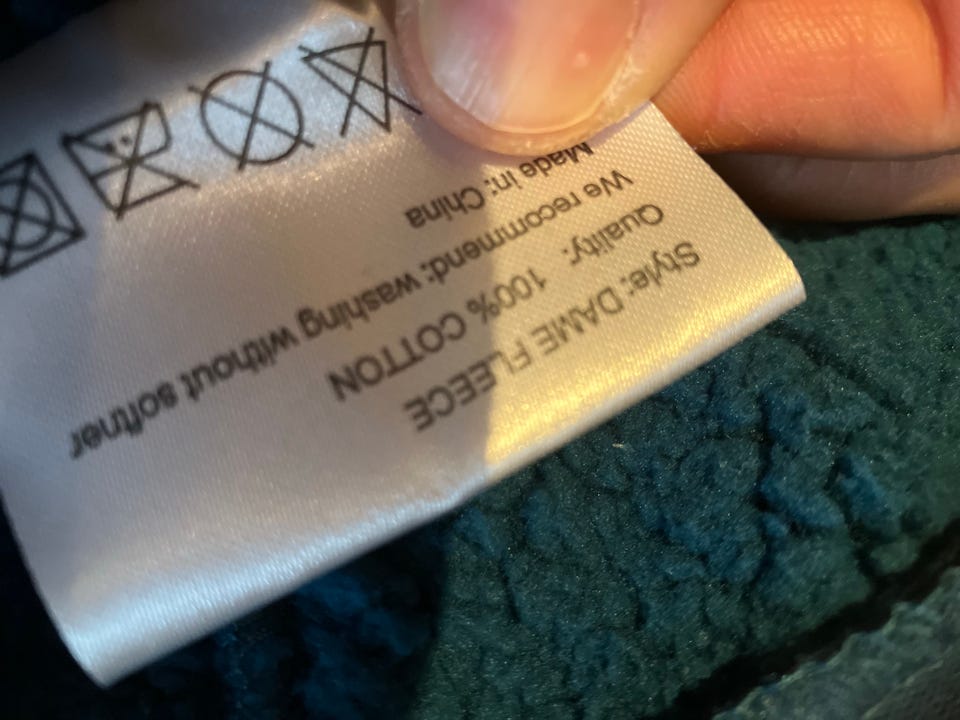 Style: DAME FLEECE
Quality: 100% COTTON
We recommend: washing without softner
Made in: China